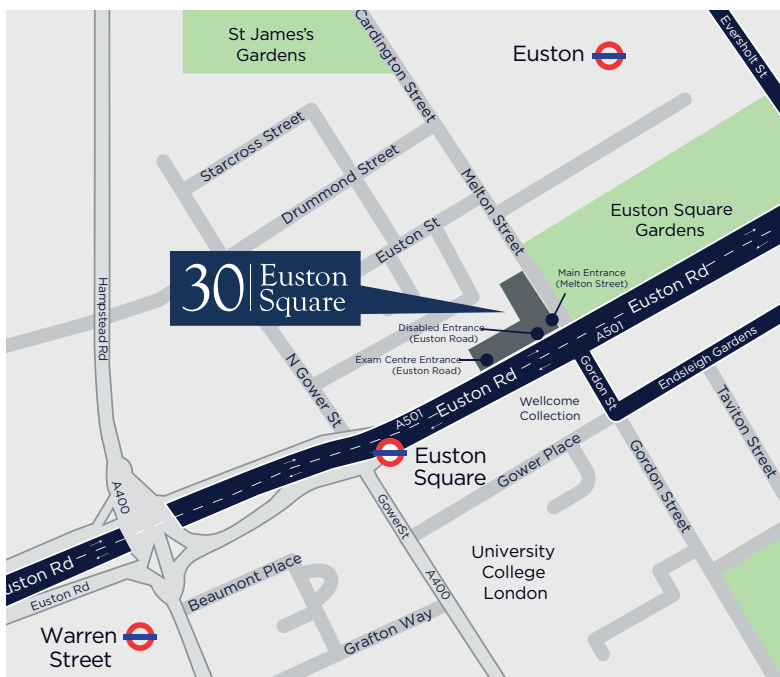 St James's
Gardens
Cardington Street
Euston
Eversholt St
Starcross Street
Drummond Street
Melton Street
Euston St
Euston Square
Gardens
30 Euston
Square
Main Entrance
(Melton Street)
Euston Rd
Hampstead Rd
Disabled Entrance
(Euston Road)
A501
Exam Centre Entrance
(Euston Road)
N Gower St
Euston Rd
A501
Gordon St
Endsleigh Gardens
Wellcome
Collection
Taviton Street
Euston
Square
Gower Place
Gordon Street
A400
GowerSt
University
College
London
uston Rd
Euston Rd
Beaumont Place
A400
Grafton Way
Warren
Street